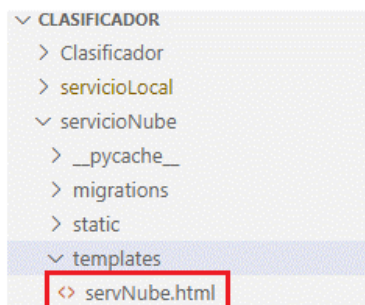 CLASIFICADOR
Clasificador
servicioLocal
servicioNube
__pycache__
migrations
static
templates
<> servNube.html